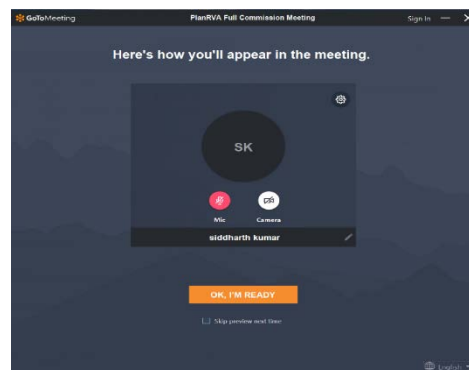 GoToMeeting
PlanRVA Full Commission Meeting
Sign In
Here's how you'll appear in the meeting.
SK
Mic
Camera
siddharth kumar
OK, I'M READY
Skip preview next time
English